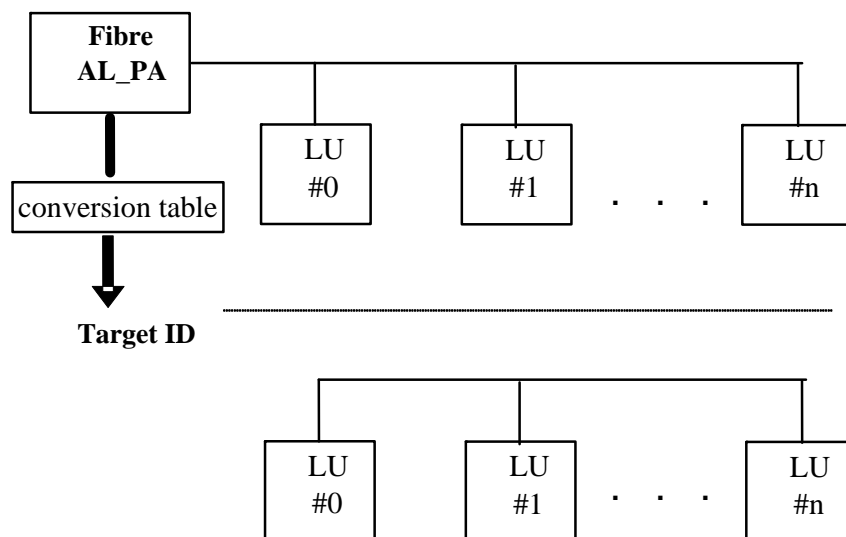 Fibre
AL_PA
LU
#0
LU
#1
. . .
LU
#n
conversion table
Target ID
LU
#0
LU
#1
. . .
LU
#n